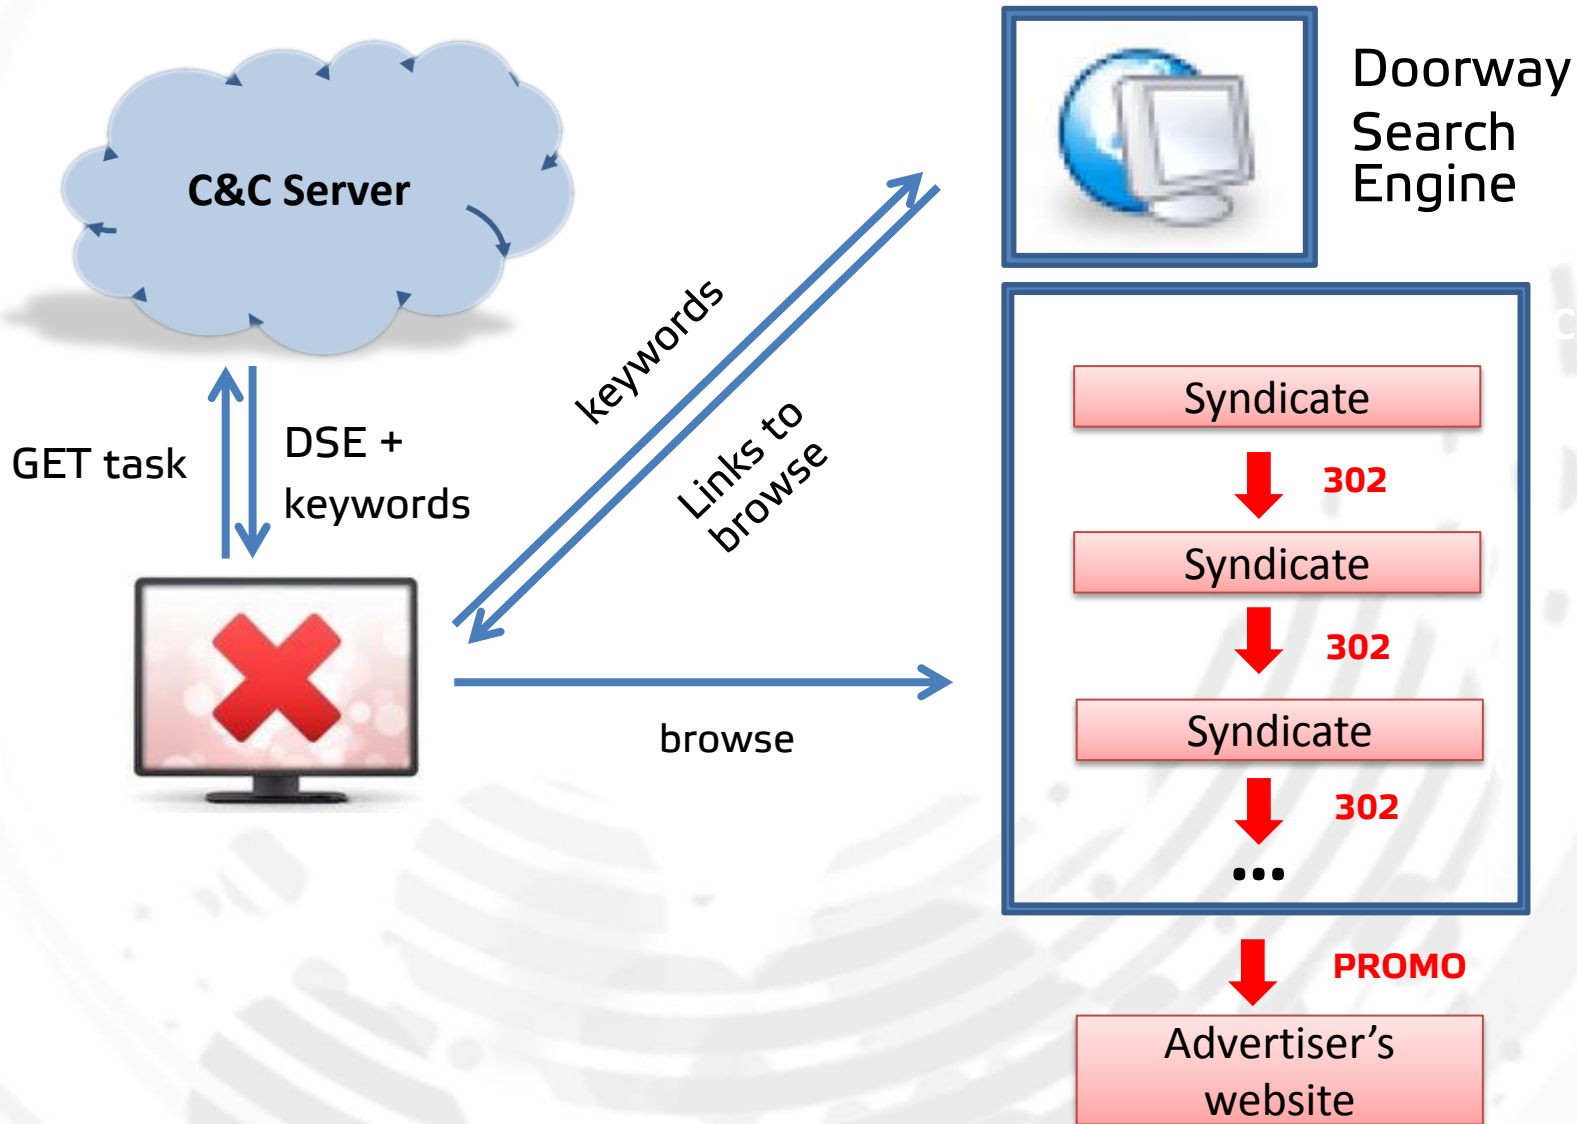 C&C Server
Doorway
Search
Engine
GET task
DSE +
keywords
keywords
Links to
browse
browse
Syndicate
302
Syndicate
302
Syndicate
302
...
PROMO
Advertiser’s
website